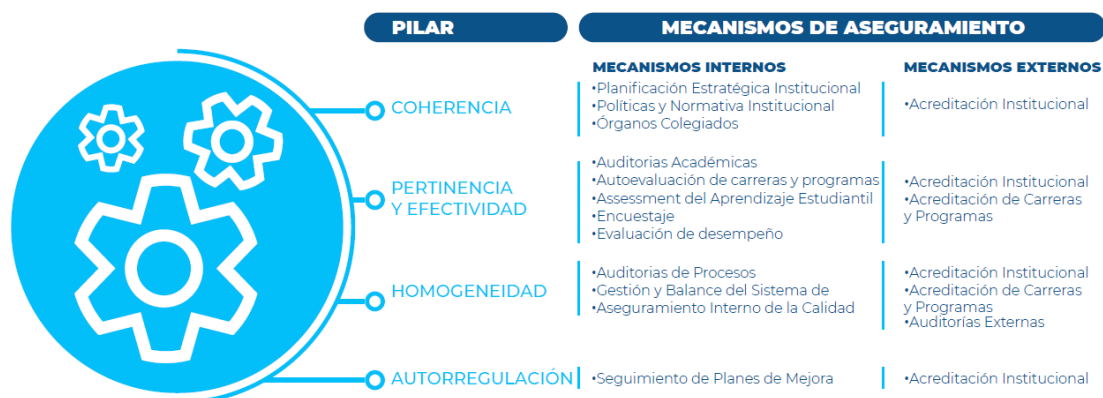 PILAR
MECANISMOS DE ASEGURAMIENTO
MECANISMOS INTERNOS
MECANISMOS EXTERNOS
COHERENCIA
•Planificación Estratégica Institucional
•Políticas y Normativa Institucional
•Órganos Colegiados
•Acreditación Institucional
PERTINENCIA
Y EFECTIVIDAD
•Auditorias Académicas
•Autoevaluación de carreras y programas
•Assessment del Aprendizaje Estudiantil
•Encuestaje
•Evaluación de desempeño
•Acreditación Institucional
•Acreditación de Carreras
y Programas
HOMOGENEIDAD
•Auditorias de Procesos
•Gestión y Balance del Sistema de
•Aseguramiento Interno de la Calidad
•Acreditación Institucional
•Acreditación de Carreras
y Programas
•Auditorías Externas
AUTORREGULACIÓN
•Seguimiento de Planes de Mejora
•Acreditación Institucional